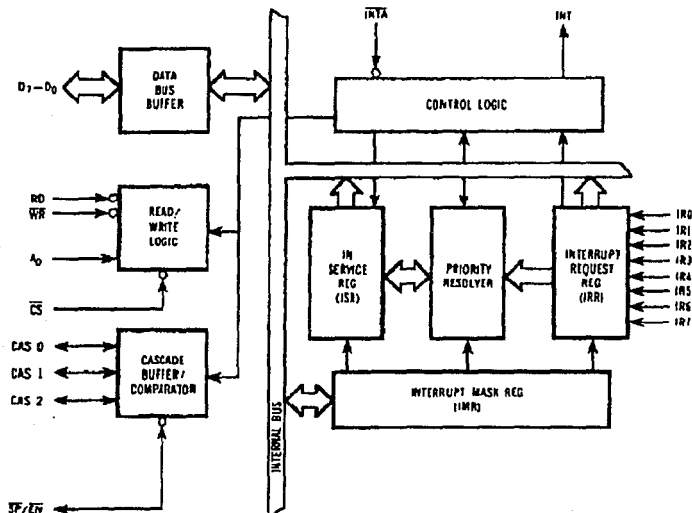 INTA
INT
D7–D0
DATA
BUS
BUFFER
CONTROL LOGIC
RD
WR
A0
CS
READ/
WRITE
LOGIC
IN
SERVICE
REG
(ISR)
PRIORITY
RESOLVER
INTERRUPT
REQUEST
REG
(IRR)
IR0
IR1
IR2
IR3
IR4
IR5
IR6
IR7
CAS 0
CAS 1
CAS 2
CASCADE
BUFFER/
COMPARATOR
INTERRUPT MASK REG
(IMR)
INTERNAL BUS
SP/EN